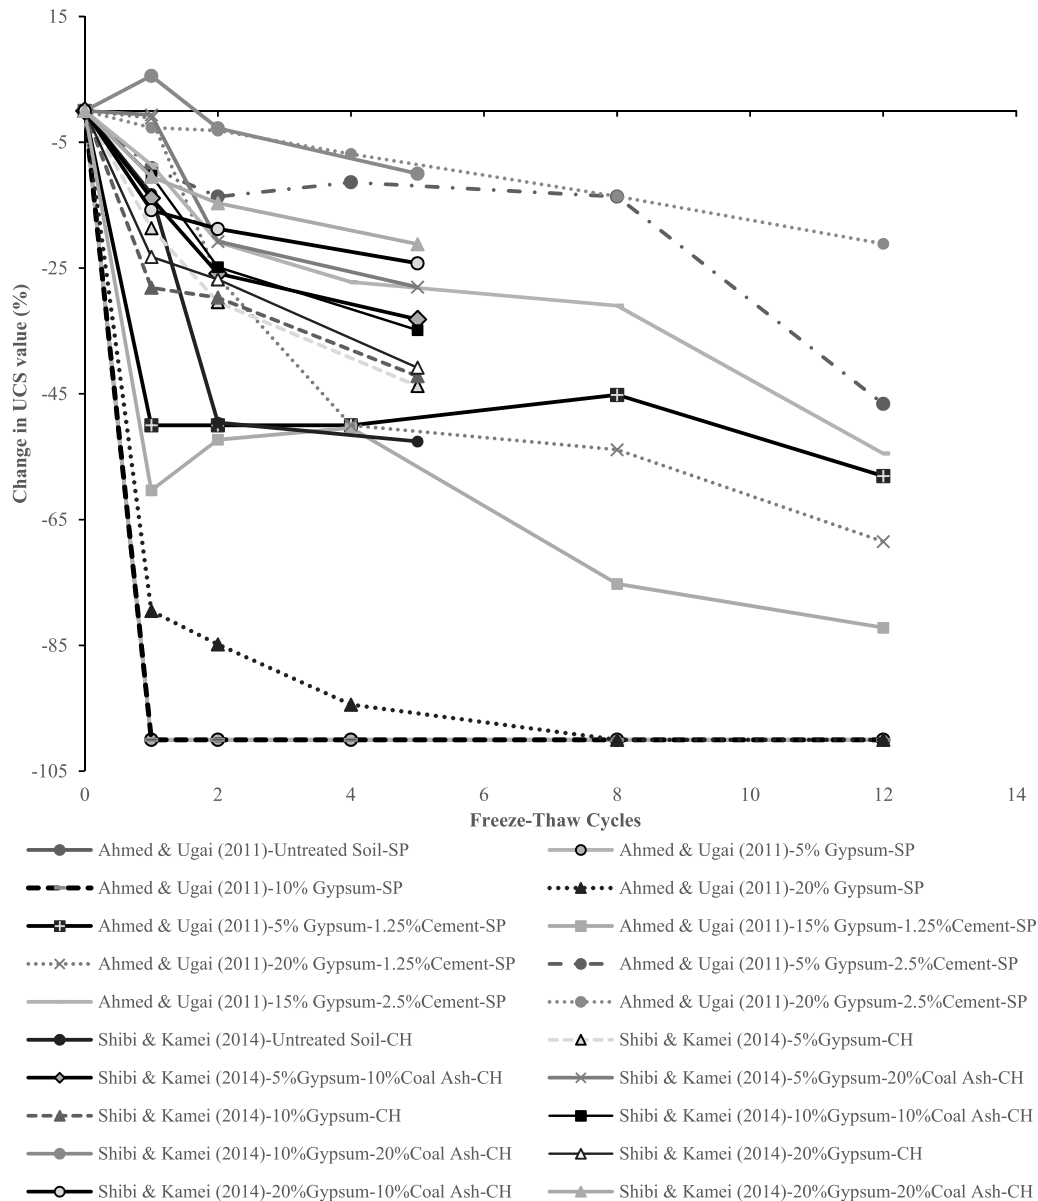 15
-5
-25
-45
-65
-85
-105
Change in UCS value (%)
0 2 4 6 8 10 12 14
Freeze-Thaw Cycles
Ahmed & Ugai (2011)-Untreated Soil-SP
Ahmed & Ugai (2011)-5% Gypsum-SP
Ahmed & Ugai (2011)-10% Gypsum-SP
Ahmed & Ugai (2011)-20% Gypsum-SP
Ahmed & Ugai (2011)-5% Gypsum-1.25%Cement-SP
Ahmed & Ugai (2011)-15% Gypsum-1.25%Cement-SP
Ahmed & Ugai (2011)-20% Gypsum-1.25%Cement-SP
Ahmed & Ugai (2011)-5% Gypsum-2.5%Cement-SP
Ahmed & Ugai (2011)-15% Gypsum-2.5%Cement-SP
Ahmed & Ugai (2011)-20% Gypsum-2.5%Cement-SP
Shibi & Kamei (2014)-Untreated Soil-CH
Shibi & Kamei (2014)-5%Gypsum-CH
Shibi & Kamei (2014)-5%Gypsum-10%Coal Ash-CH
Shibi & Kamei (2014)-5%Gypsum-20%Coal Ash-CH
Shibi & Kamei (2014)-10%Gypsum-CH
Shibi & Kamei (2014)-10%Gypsum-10%Coal Ash-CH
Shibi & Kamei (2014)-10%Gypsum-20%Coal Ash-CH
Shibi & Kamei (2014)-20%Gypsum-CH
Shibi & Kamei (2014)-20%Gypsum-10%Coal Ash-CH
Shibi & Kamei (2014)-20%Gypsum-20%Coal Ash-CH